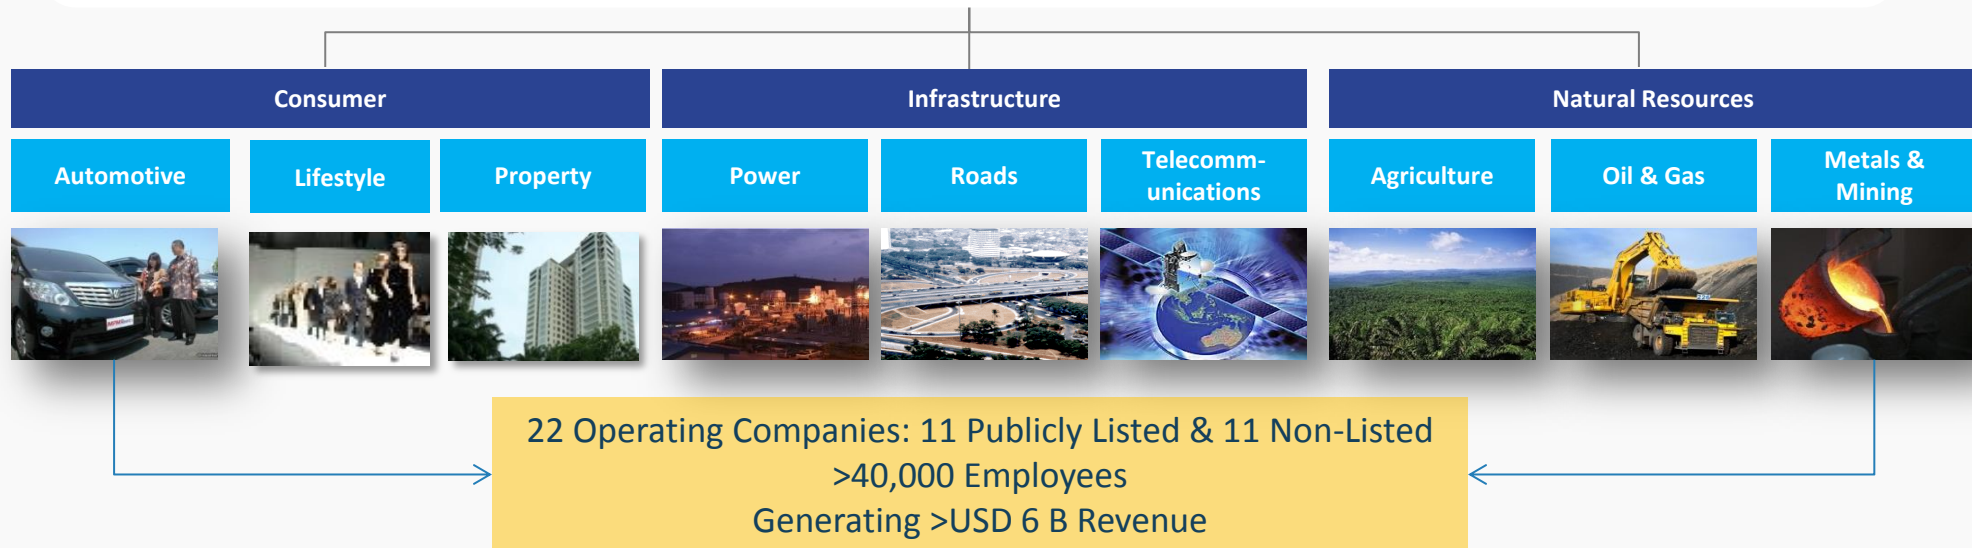 Consumer
Infrastructure
Natural Resources
Automotive
Lifestyle
Property
Power
Roads
Telecomm-
unications
Agriculture
Oil & Gas
Metals &
Mining
22 Operating Companies: 11 Publicly Listed & 11 Non-Listed
>40,000 Employees
Generating >USD 6 B Revenue